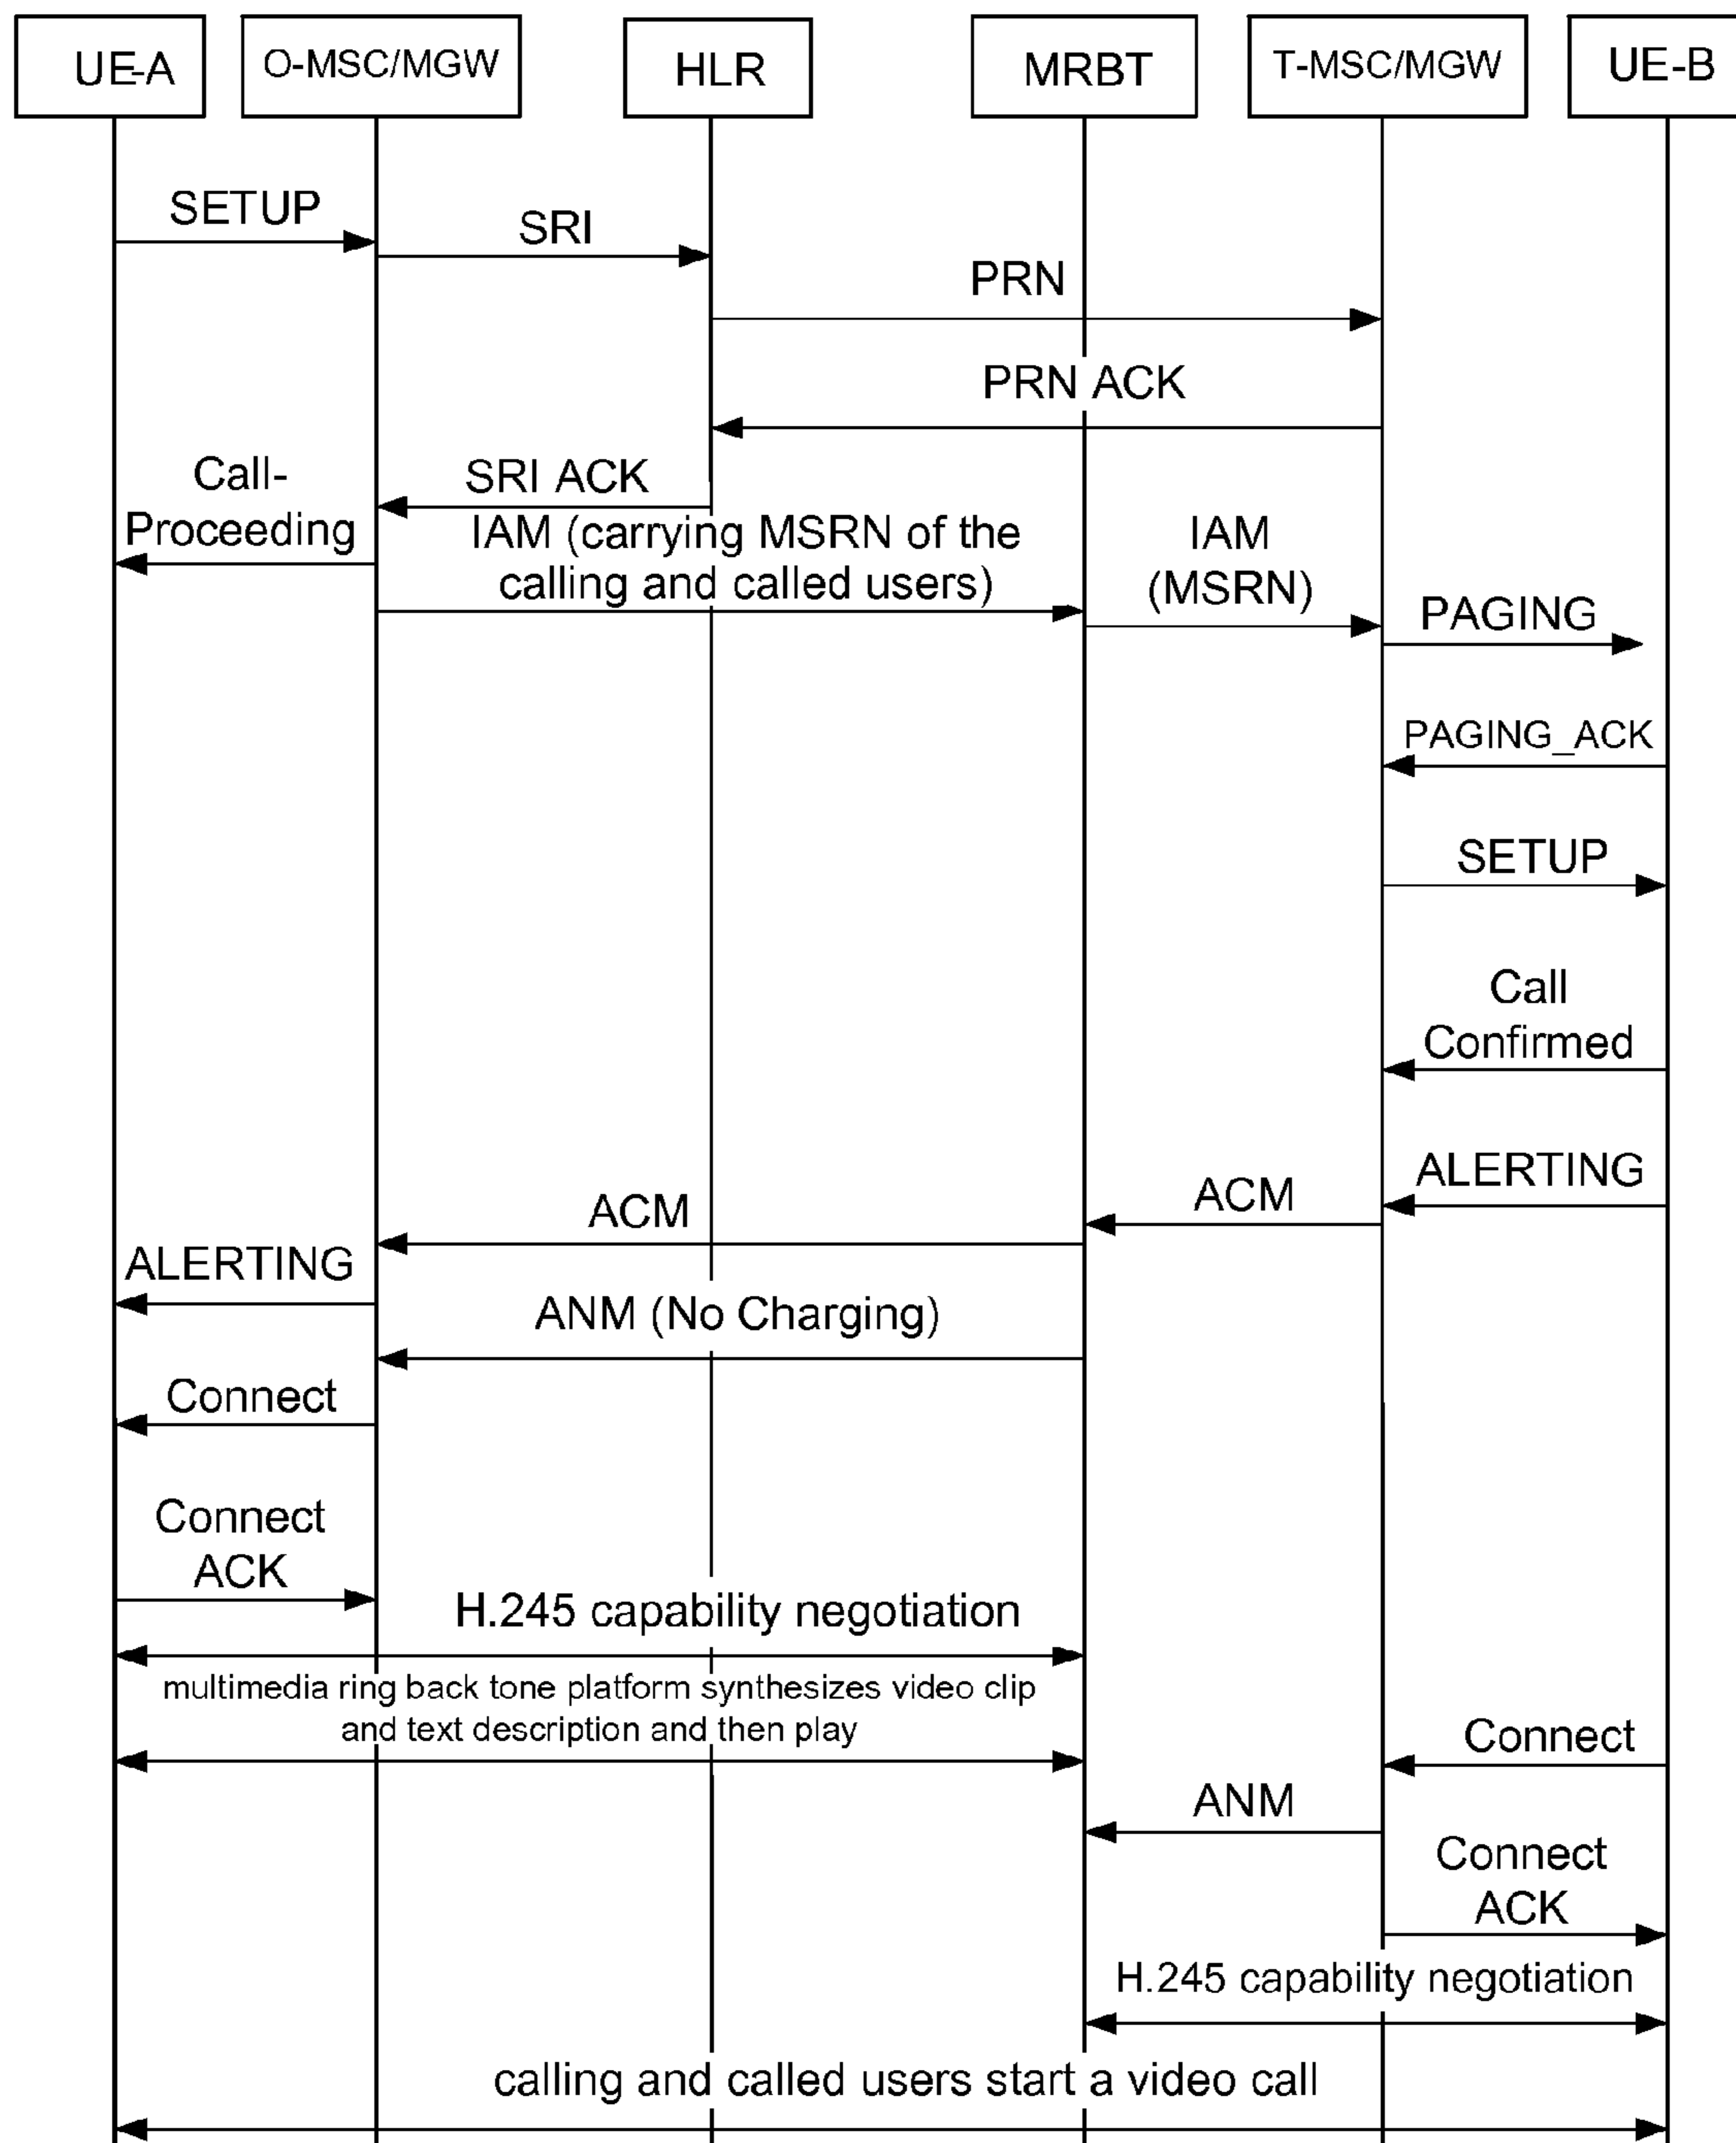 UE-A
O-MSC/MGW
HLR
MRBT
T-MSC/MGW
UE-B
SETUP
SRI
PRN
PRN ACK
SRI ACK
Call-
Proceeding
IAM (carrying MSRN of the
calling and called users)
IAM
(MSRN)
PAGING
PAGING_ACK
SETUP
Call
Confirmed
ALERTING
ACM
ACM
ALERTING
ANM (No Charging)
Connect
Connect
ACK
H.245 capability negotiation
multimedia ring back tone platform synthesizes video clip
and text description and then play
Connect
ANM
Connect
ACK
H.245 capability negotiation
calling and called users start a video call